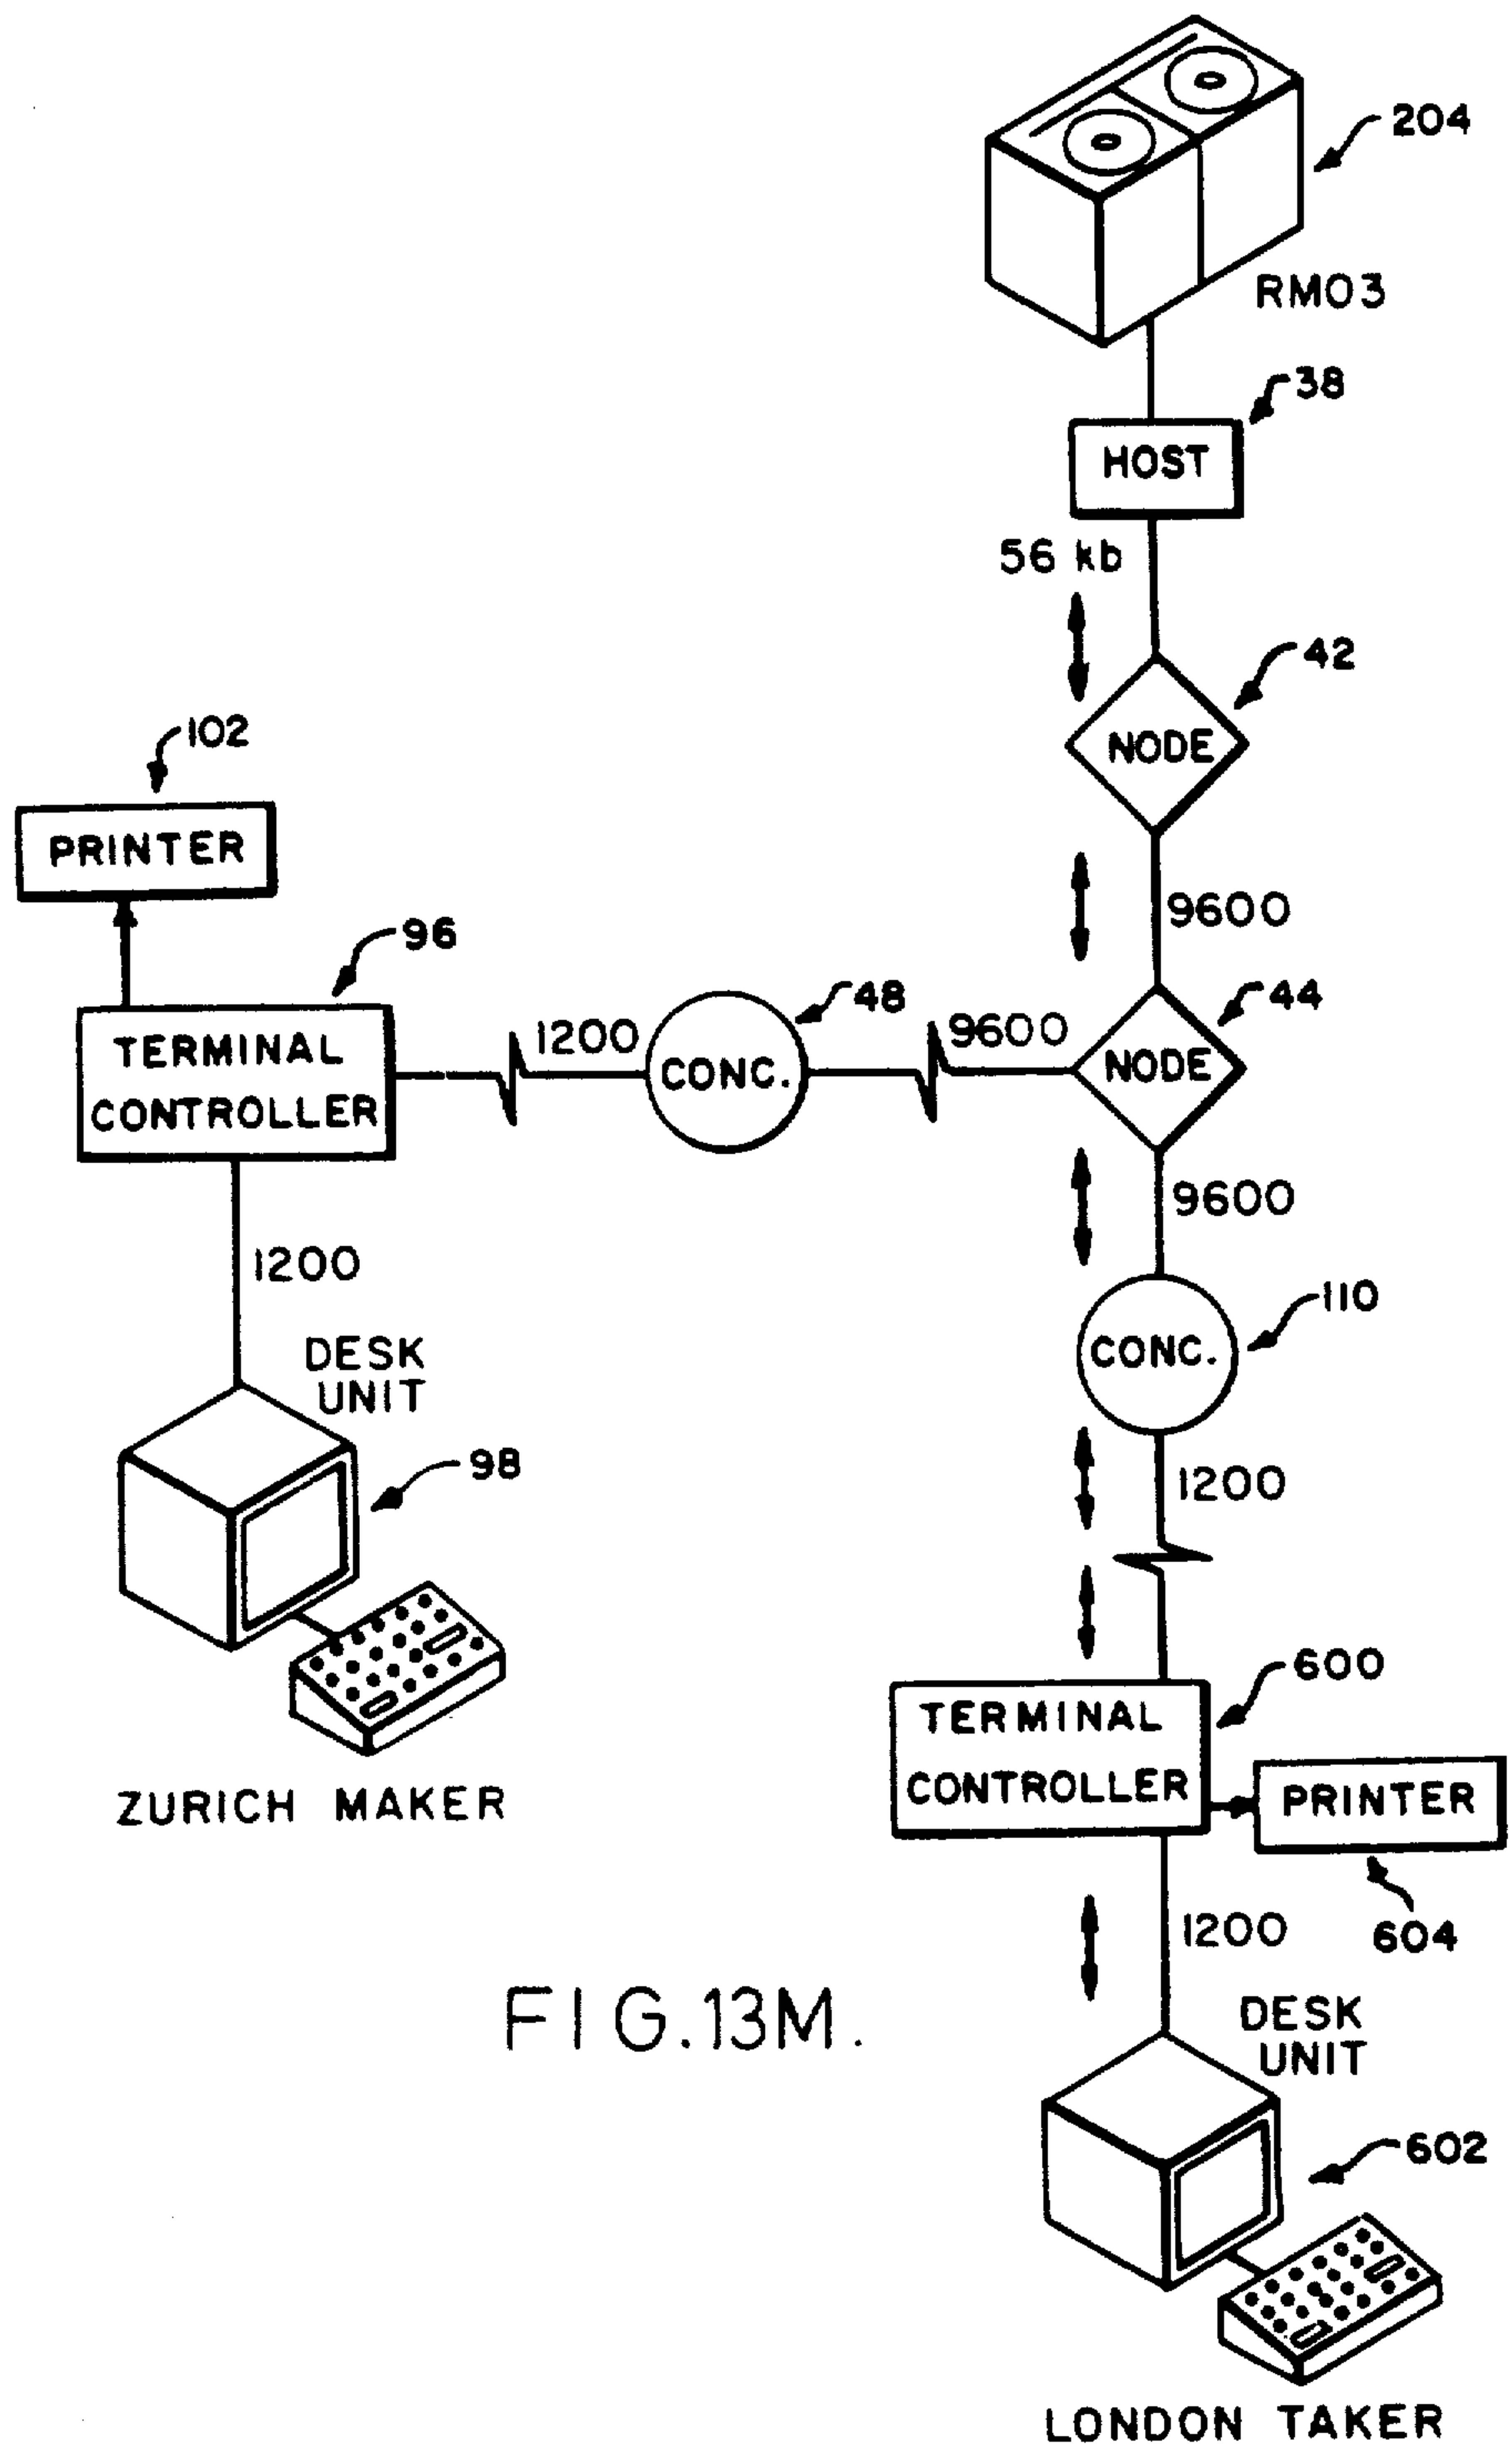 204
RM03
38
HOST
56 kb
42
NODE
102
PRINTER
9600
96
48
44
TERMINAL
CONTROLLER
1200
CONC.
9600
NODE
9600
1200
110
DESK
UNIT
CONC.
98
1200
600
TERMINAL
CONTROLLER
PRINTER
ZURICH MAKER
604
1200
FIG.13M.
DESK
UNIT
602
LONDON TAKER